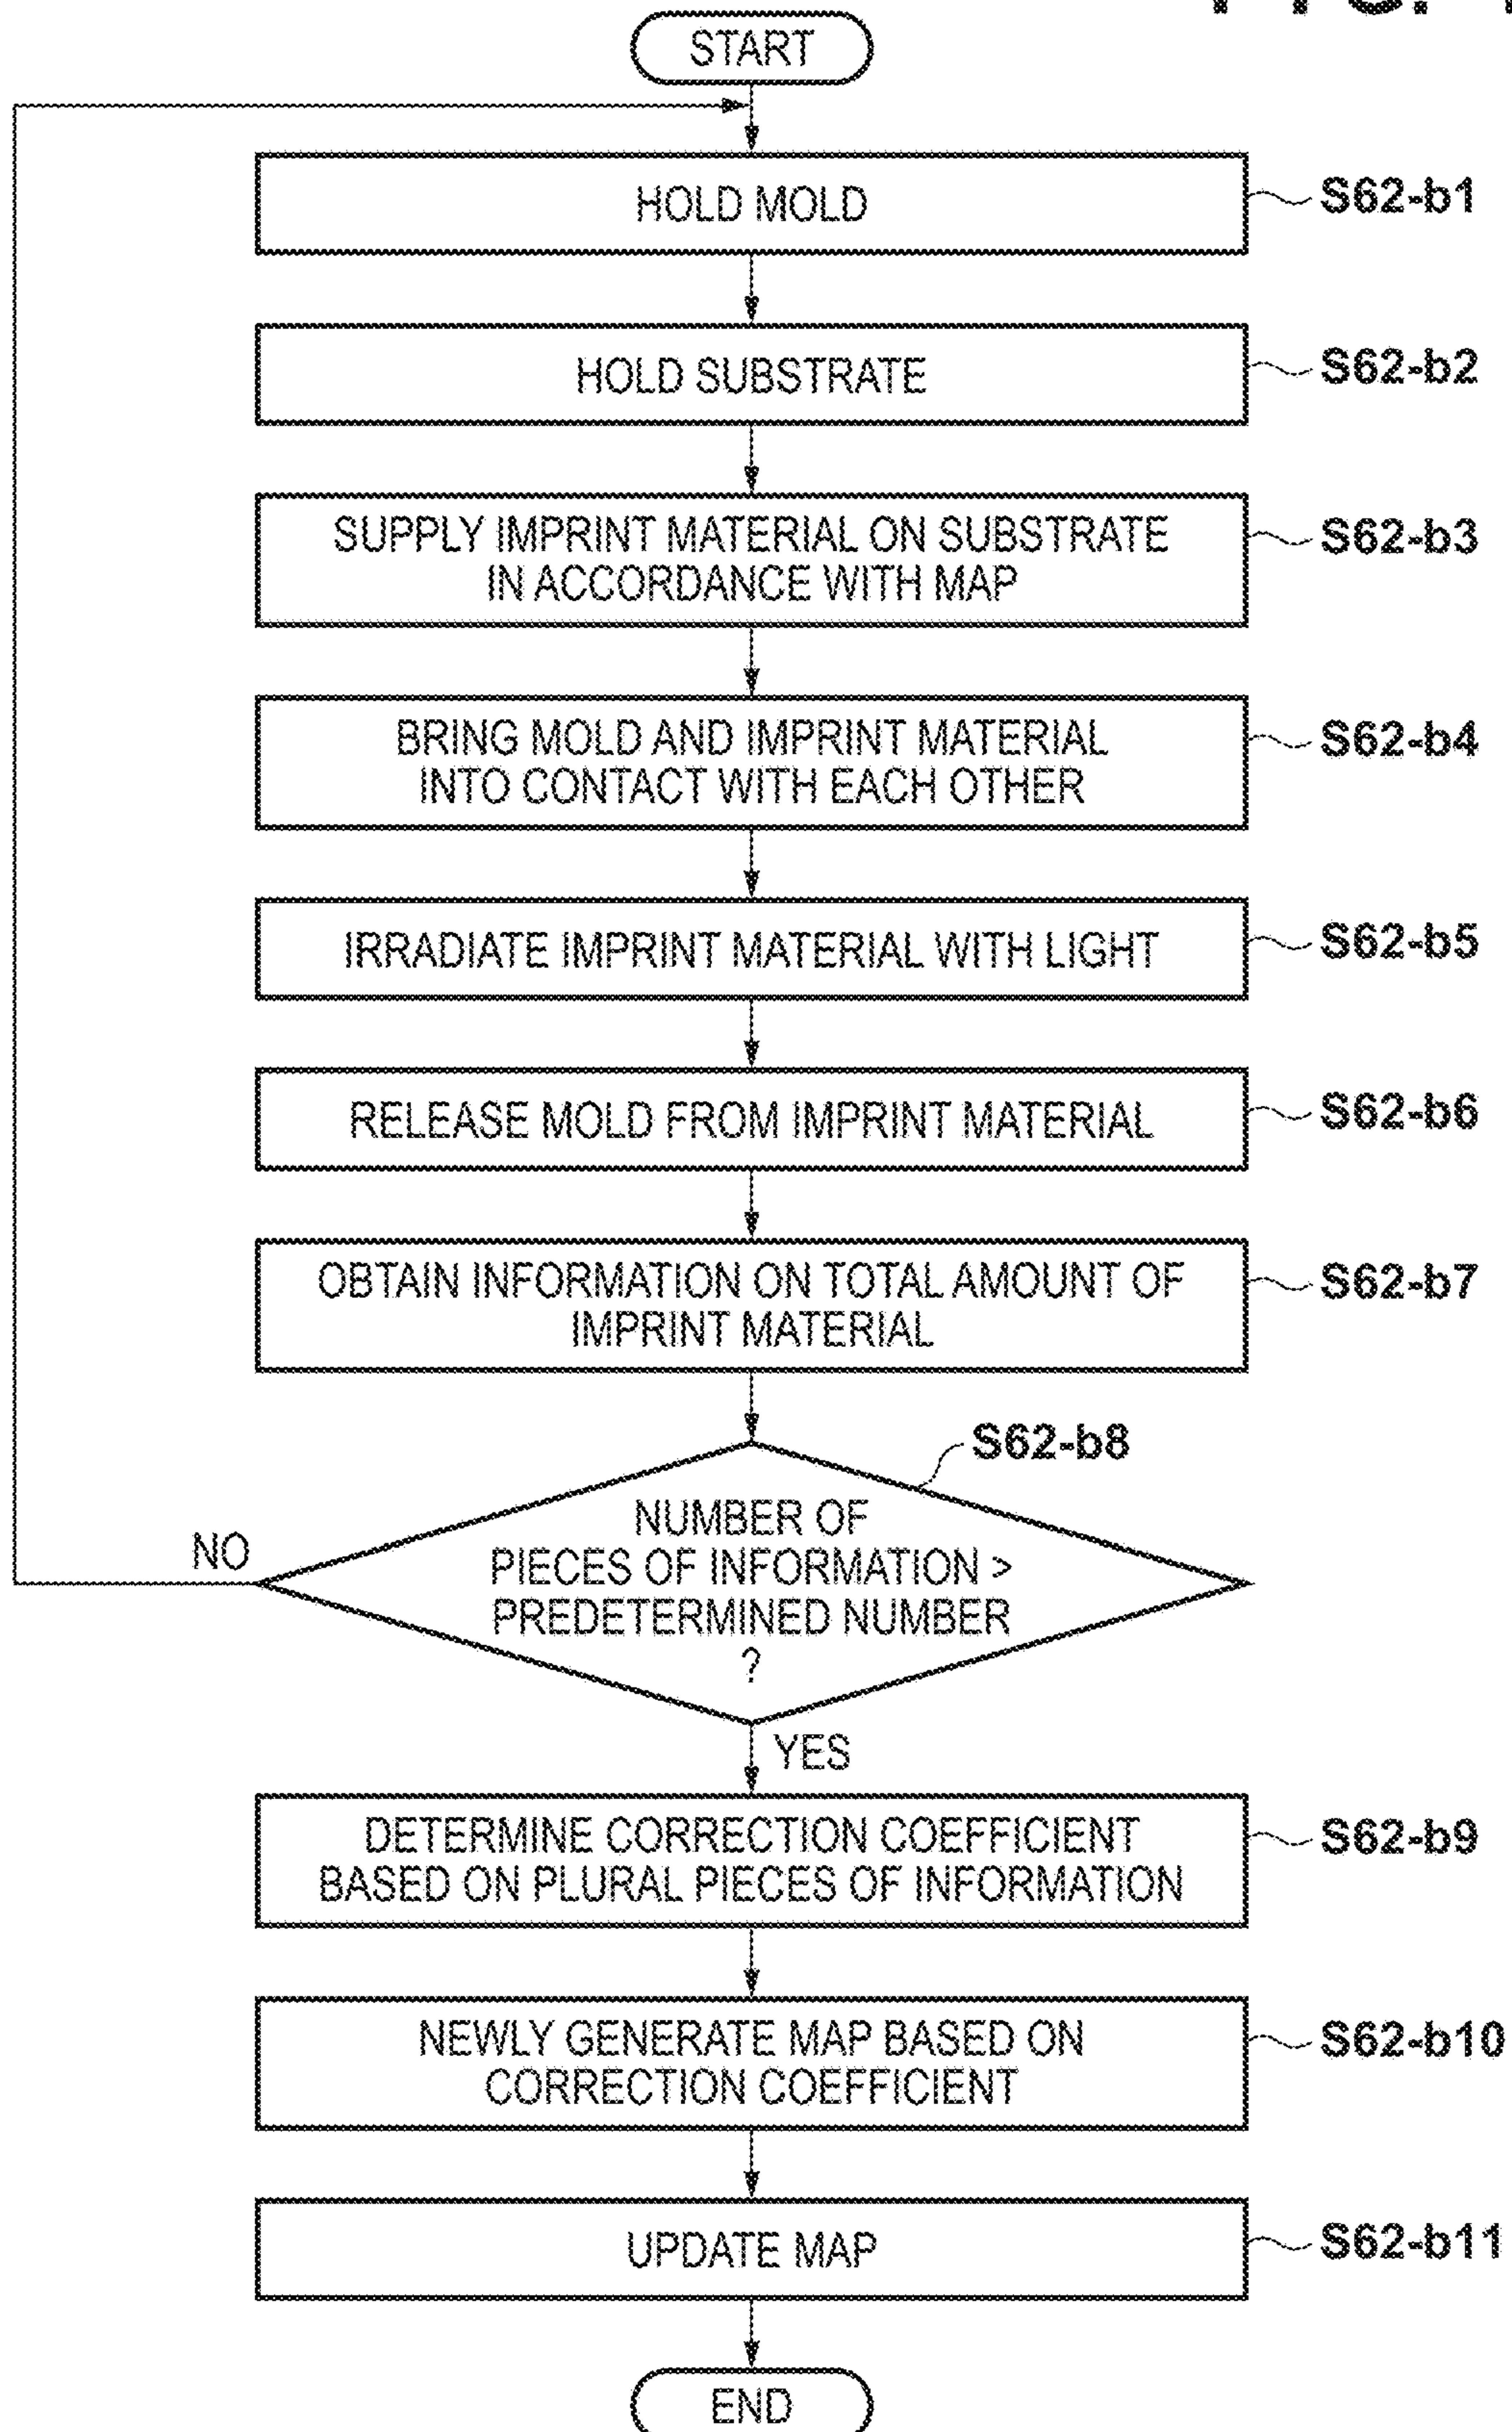 START
HOLD MOLD
S62-b1
HOLD SUBSTRATE
S62-b2
SUPPLY IMPRINT MATERIAL ON SUBSTRATE
IN ACCORDANCE WITH MAP
S62-b3
BRING MOLD AND IMPRINT MATERIAL
INTO CONTACT WITH EACH OTHER
S62-b4
IRRADIATE IMPRINT MATERIAL WITH LIGHT
S62-b5
RELEASE MOLD FROM IMPRINT MATERIAL
S62-b6
OBTAIN INFORMATION ON TOTAL AMOUNT OF
IMPRINT MATERIAL
S62-b7
S62-b8
NUMBER OF
PIECES OF INFORMATION >
PREDETERMINED NUMBER
?
NO
YES
DETERMINE CORRECTION COEFFICIENT
BASED ON PLURAL PIECES OF INFORMATION
S62-b9
NEWLY GENERATE MAP BASED ON
CORRECTION COEFFICIENT
S62-b10
UPDATE MAP
S62-b11
END